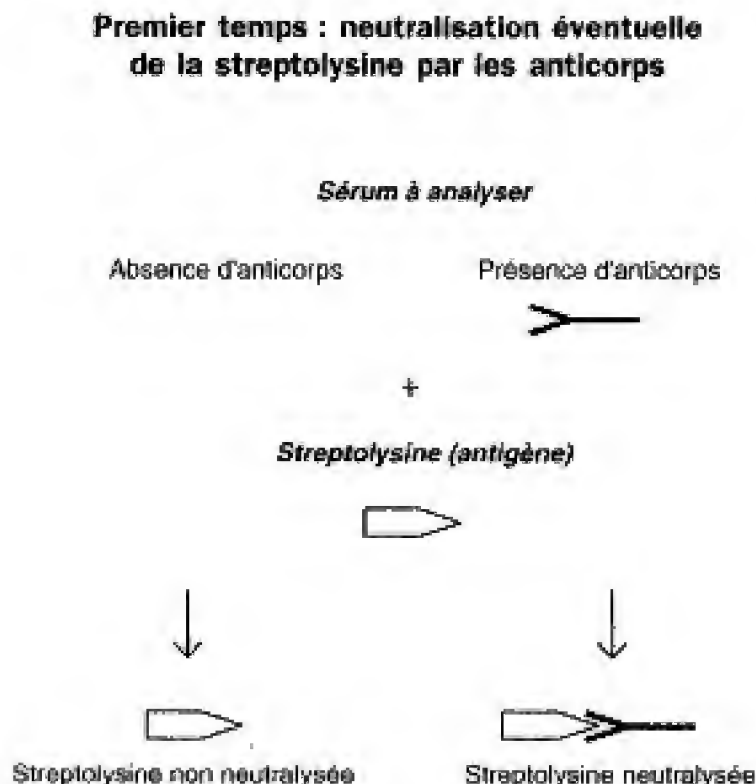 Premier temps : neutralisation éventuelle
de la streptolysine par les anticorps
Sérum à analyser
Absence d'anticorps Présence d'anticorps
+
Streptolysine (antigène)
Streptolysine non neutralysée Streptolysine neutralysée